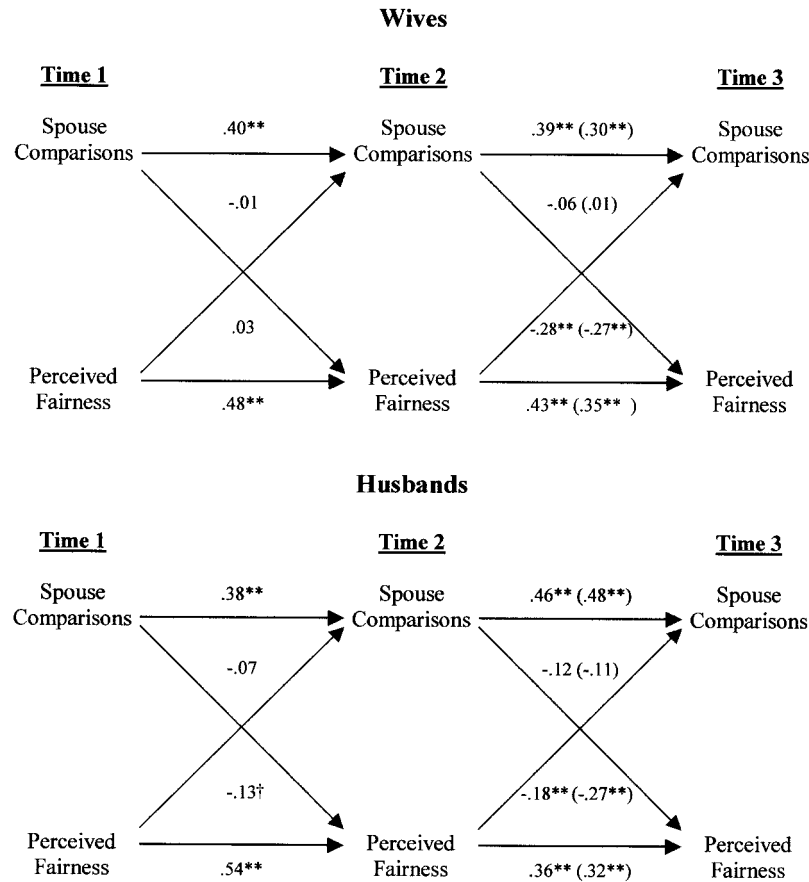 Wives
Time 1 Time 2 Time 3
Spouse Comparisons .40** Spouse Comparisons .39** (.30**) Spouse Comparisons
-.01 -.06 (.01)
.03 -.28** (-.27**)
Perceived Fairness .48** Perceived Fairness .43** (.35** ) Perceived Fairness
Husbands
Time 1 Time 2 Time 3
Spouse Comparisons .38** Spouse Comparisons .46** (.48**) Spouse Comparisons
-.07 -.12 (-.11)
-.13† -.18** (-.27**)
Perceived Fairness .54** Perceived Fairness .36** (.32**) Perceived Fairness